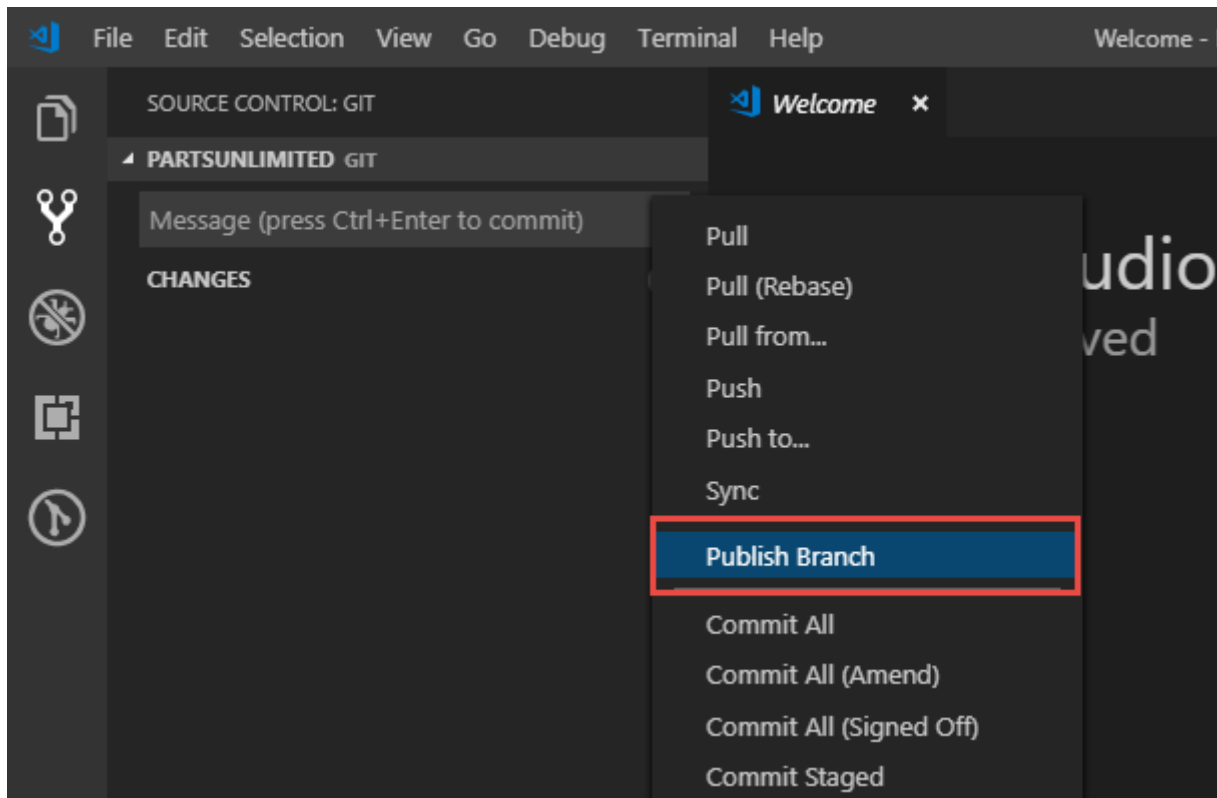 File Edit Selection View Go Debug Terminal Help Welcome -
SOURCE CONTROL: GIT
Welcome
PARTSUNLIMITED GIT
Message (press Ctrl+Enter to commit)
CHANGES
Pull
Pull (Rebase)
Pull from...
Push
Push to...
Sync
Publish Branch
Commit All
Commit All (Amend)
Commit All (Signed Off)
Commit Staged
udio
ved